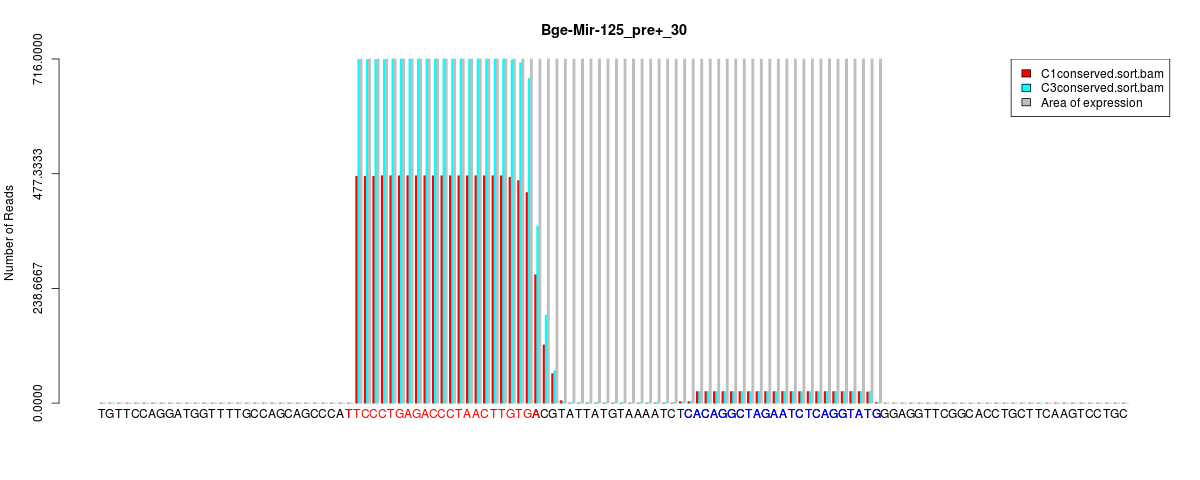 Bge-Mir-125_pre+_30
716.0000
477.3333
238.6667
0.0000
Number of Reads
C1conserved.sort.bam
C3conserved.sort.bam
Area of expression
TGTTCCAGGATGGTTTTGCCAGCAGCCCATTCCCTGAGACCCTAACTTGTGACGTATTATGTAAAATCTCACAGGCTAGAATCTCAGGTATGGGAGGTTCGGCACCTGCTTCAAGTCCTGC